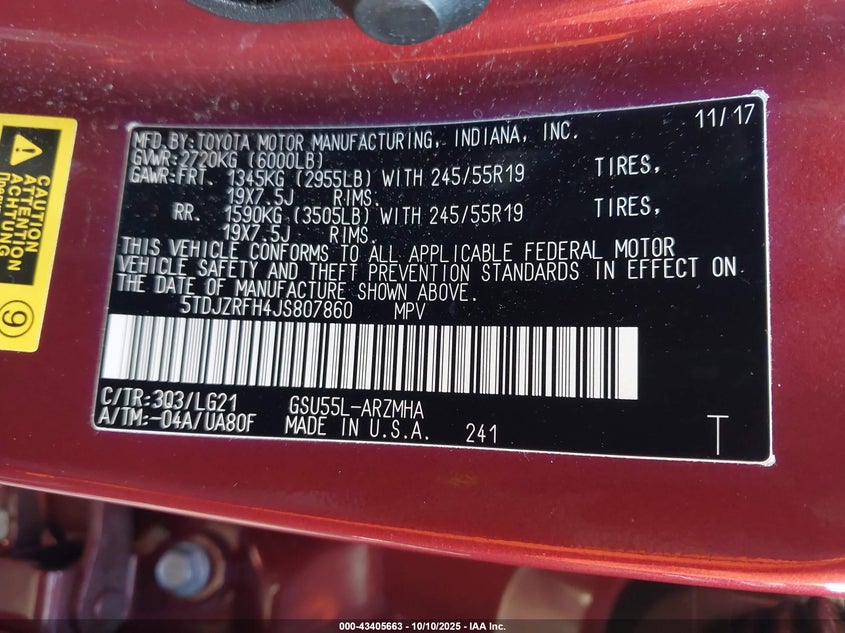 11/17
MFD.BY:TOYOTA MOTOR MANUFACTURING, INDIANA, INC.
GVWR:2720KG (6000LB)
GAWR:FRT. 1345KG (2955LB) WITH 245/55R19 TIRES,
19X7.5J RIMS.
RR. 1590KG (3505LB) WITH 245/55R19 TIRES,
19X7.5J RIMS.
THIS VEHICLE CONFORMS TO ALL APPLICABLE FEDERAL MOTOR
VEHICLE SAFETY AND THEFT PREVENTION STANDARDS IN EFFECT ON
THE DATE OF MANUFACTURE SHOWN ABOVE.
5TDJZRFH4JS807860 MPV
C/TR:3Q3/LG21 GSU55L-ARZMHA
A/TM:-04A/UA80F MADE IN U.S.A. 241
T
CAUTION
ATTENTION
ACHTUNG
9
000-43405663 - 10/10/2025 - IAA Inc.